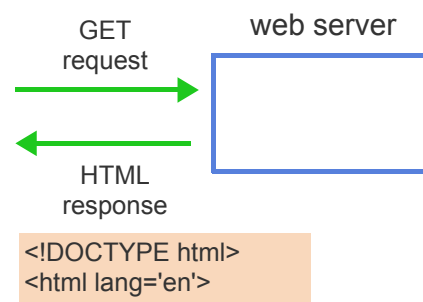 GET
request
web server
HTML
response
<!DOCTYPE html>
<html lang='en'>